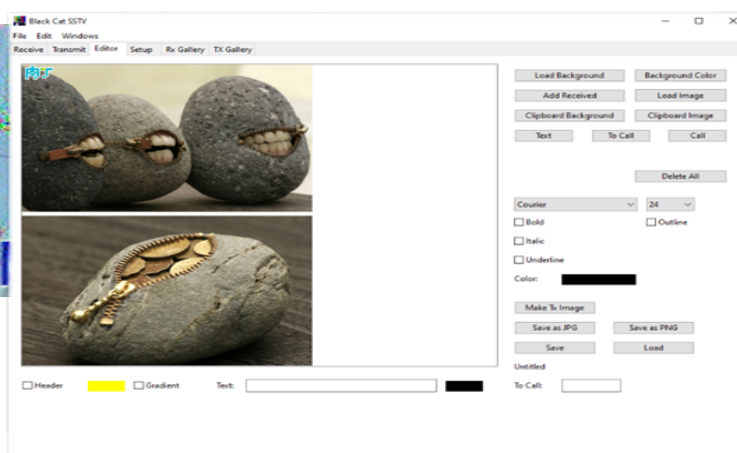 Black Cat SSTV
File Edit Windows
Receive Transmit Editor Setup Rx Gallery TX Gallery
Load Background Background Color
Add Received Load Image
Clipboard Background Clipboard Image
Text To Call Call
Delete All
Courier 24
Bold Outline
Italic
Underline
Color:
Make Tx Image
Save as JPG Save as PNG
Save Load
Untitled
Header Gradient Text: To Call: